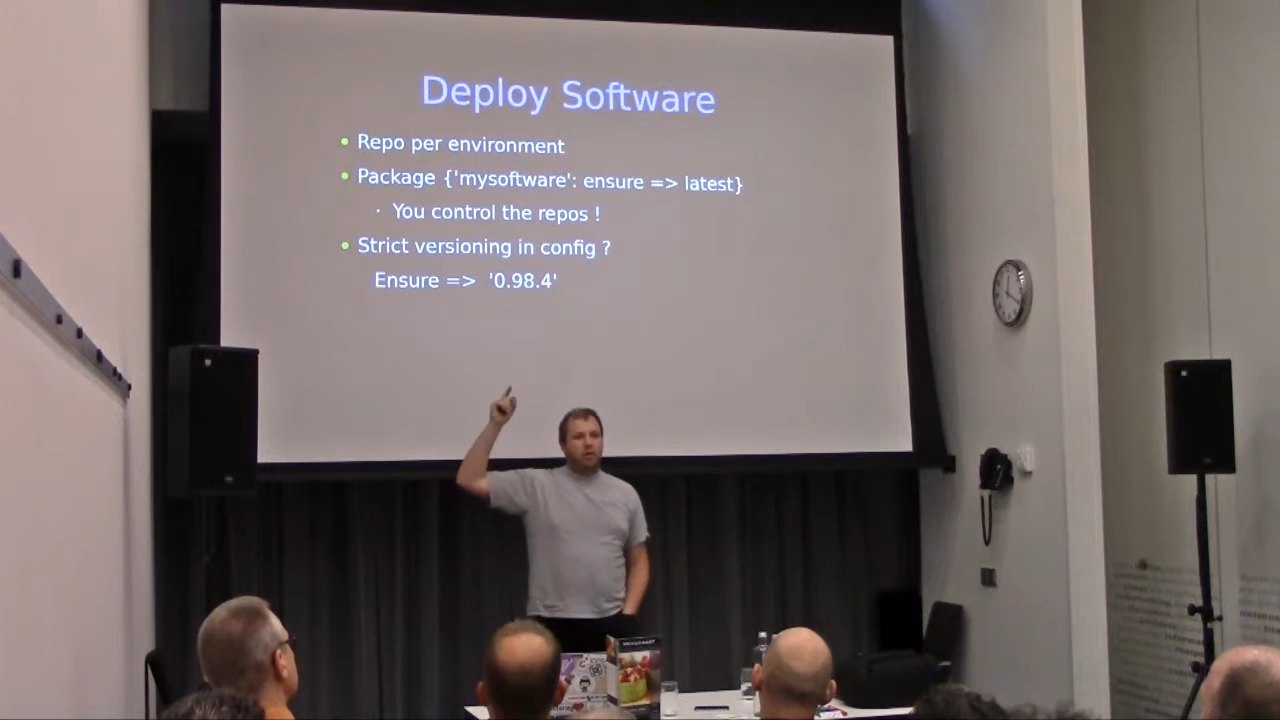 Deploy Software
• Repo per environment
• Package {'mysoftware': ensure => latest}
· You control the repos !
• Strict versioning in config ?
Ensure => '0.98.4'